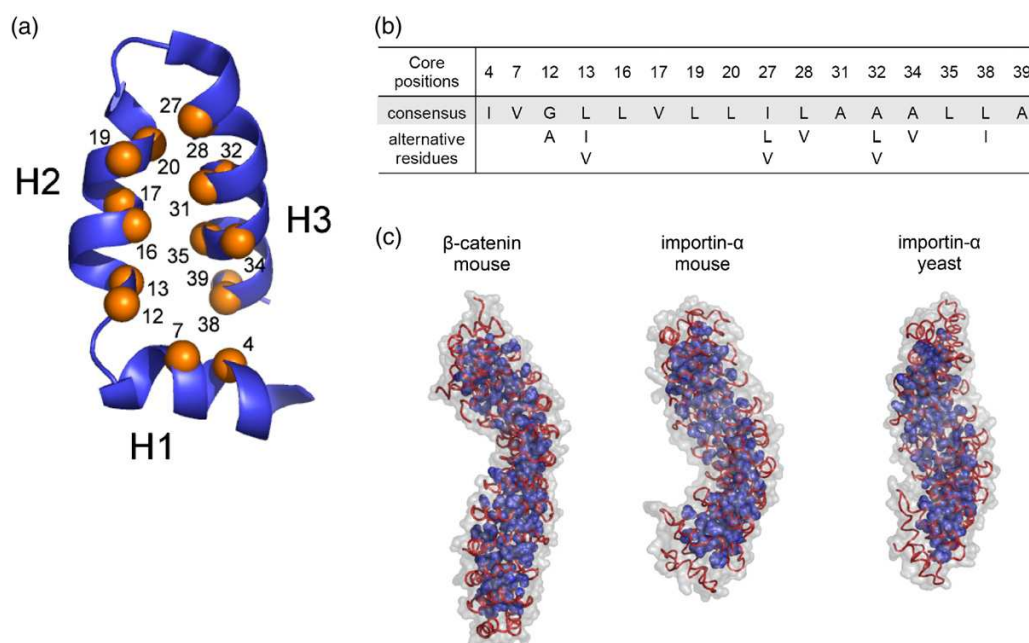 (a)
27
19
28 32
20
H2
17
31
H3
16
35
34
13
39
12
38
7
4
H1
(b)
Core positions 4 7 12 13 16 17 19 20 27 28 31 32 34 35 38 39
consensus I V G L L V L L I L A A A L L A
alternative residues A I L V L V I
V V V
(c)
β-catenin mouse
importin-α mouse
importin-α yeast